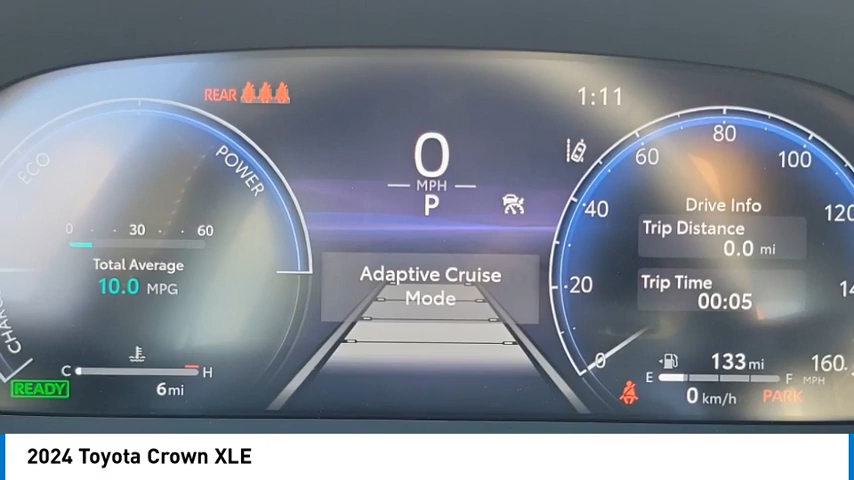 REAR
1:11
ECO
POWER
0
MPH
P
80
60
100
40
120
20
0
160
MPH
0 30 60
Total Average
10.0 MPG
Adaptive Cruise
Mode
Drive Info
Trip Distance
0.0 mi
Trip Time
00:05
C H
READY
6 mi
133 mi
E F
0 km/h
PARK
2024 Toyota Crown XLE